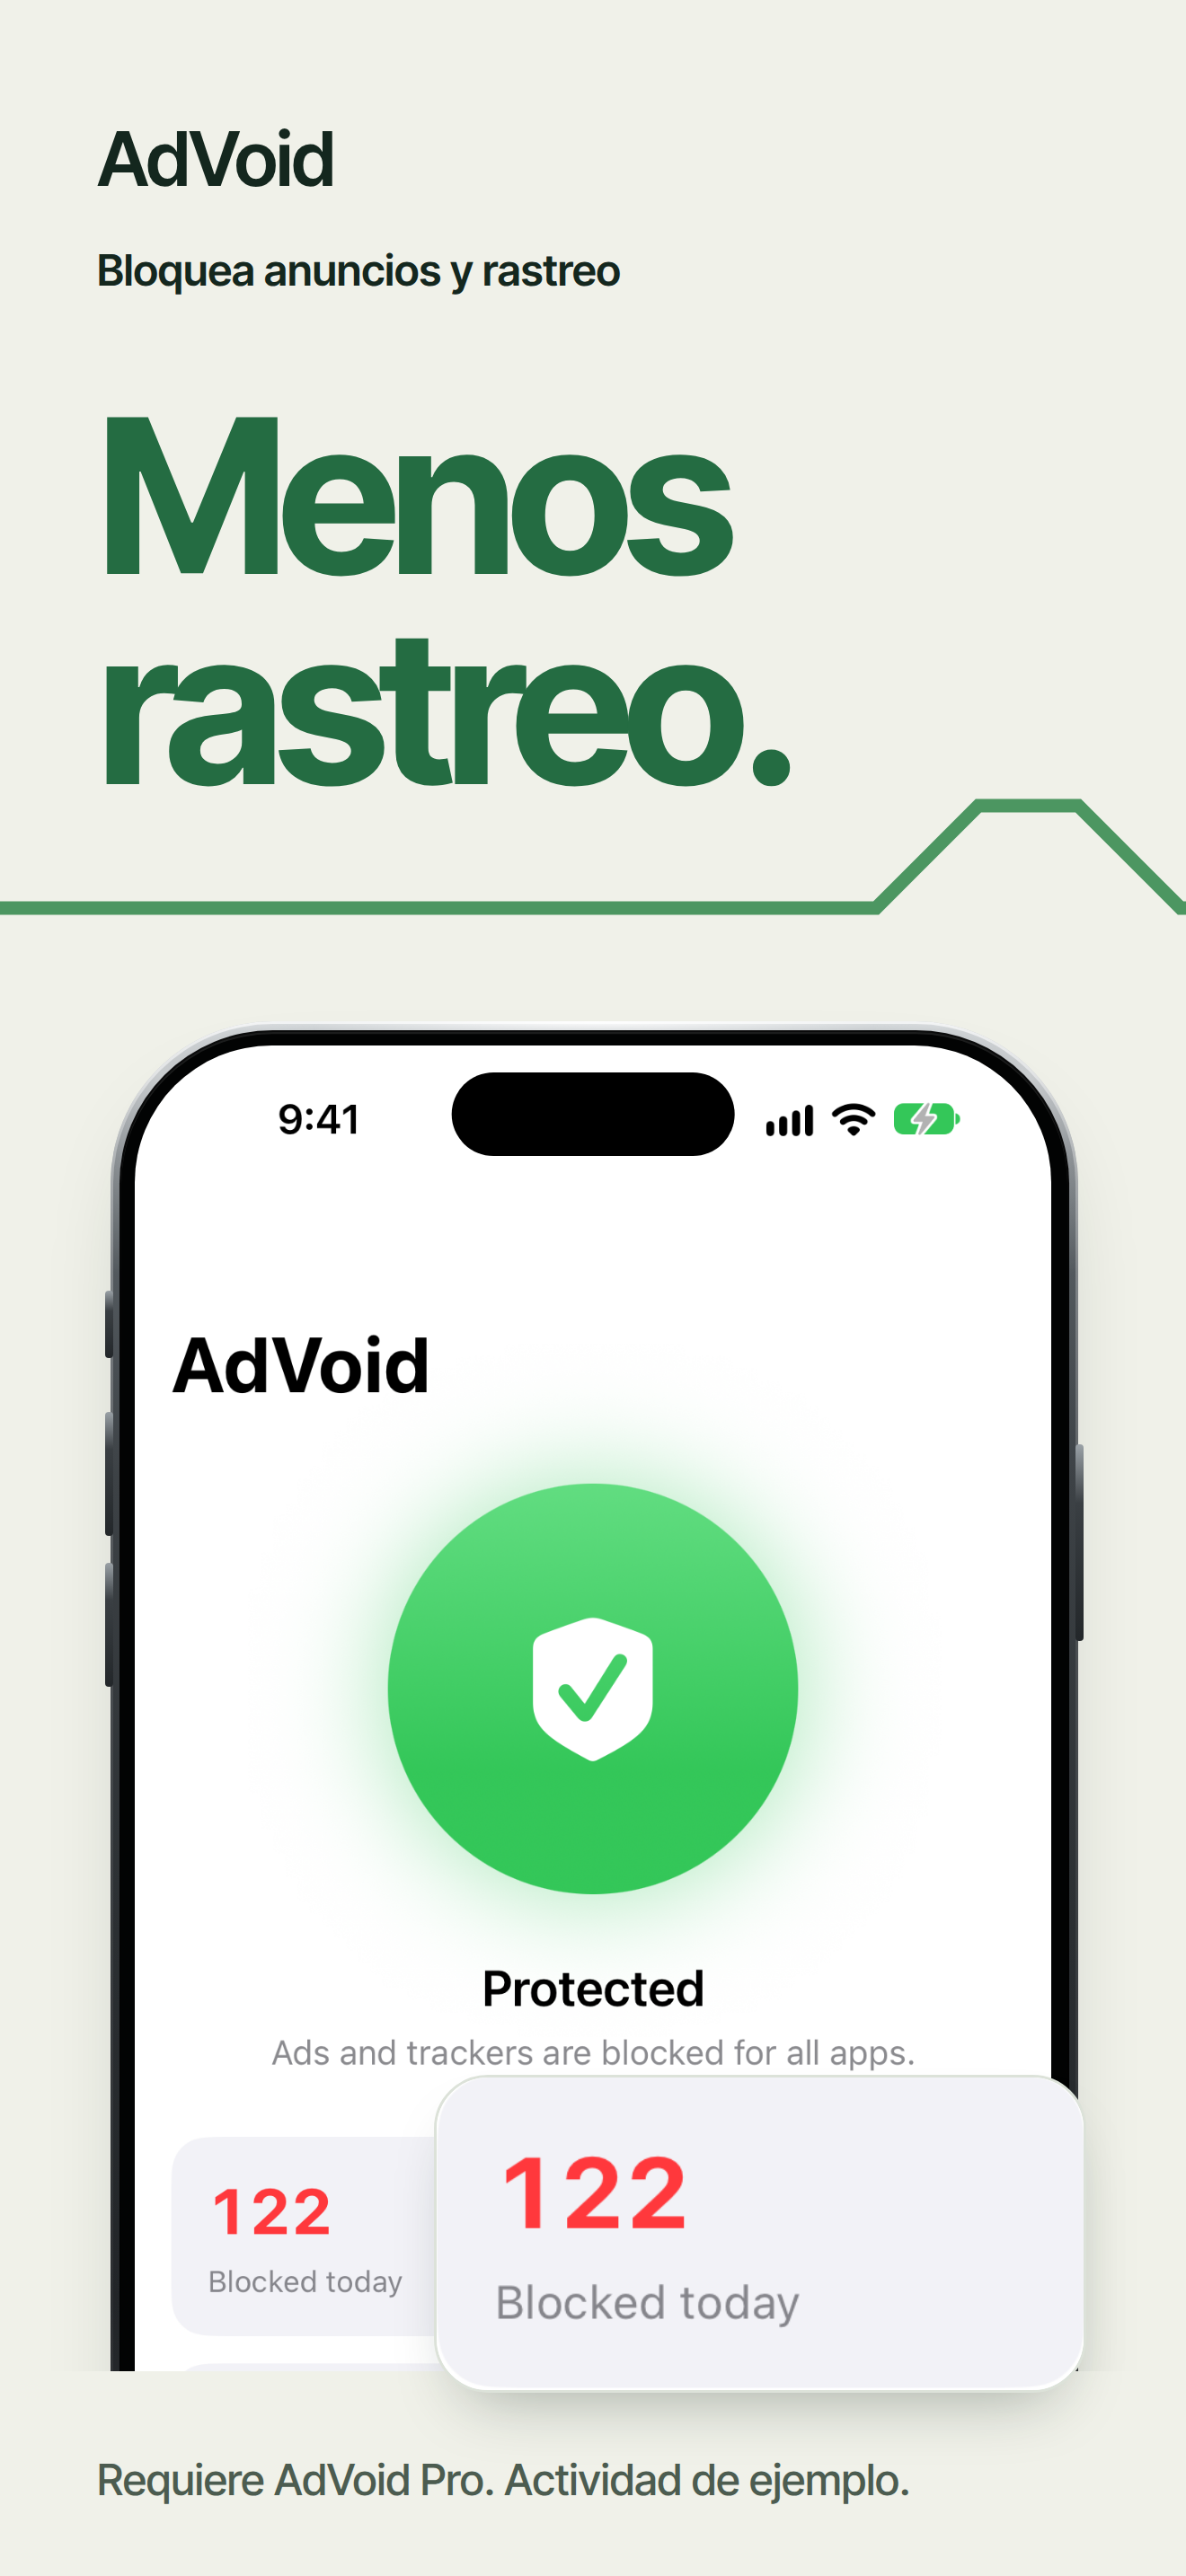 AdVoid
Bloquea anuncios y rastreo
Menos
rastreo.
9:41
AdVoid
Protected
Ads and trackers are blocked for all apps.
122
Blocked today
122
Blocked today
Requiere AdVoid Pro. Actividad de ejemplo.